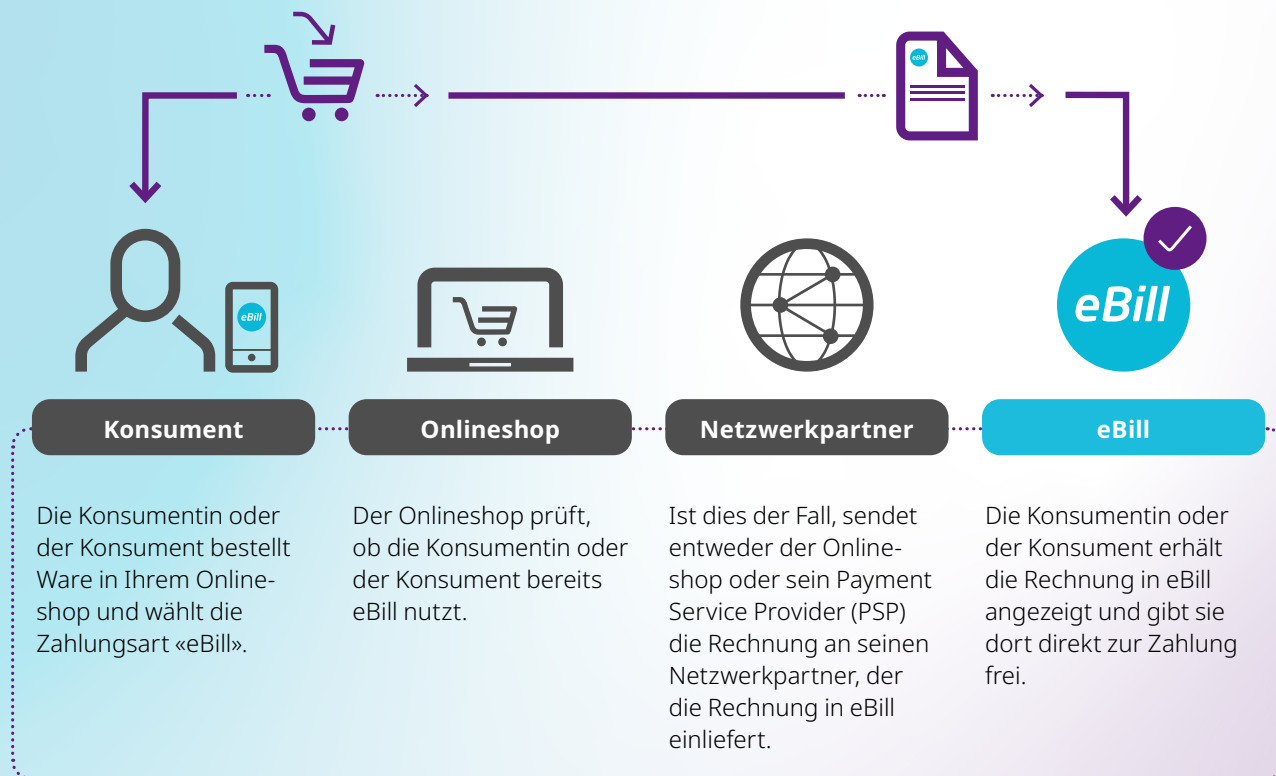 eBill
eBill
eBill
Konsument
Onlineshop
Netzwerkpartner
eBill
Die Konsumentin oder
der Konsument bestellt
Ware in Ihrem Online-
shop und wählt die
Zahlungsart «eBill».
Der Onlineshop prüft,
ob die Konsumentin oder
der Konsument bereits
eBill nutzt.
Ist dies der Fall, sendet
entweder der Online-
shop oder sein Payment
Service Provider (PSP)
die Rechnung an seinen
Netzwerkpartner, der
die Rechnung in eBill
einliefert.
Die Konsumentin oder
der Konsument erhält
die Rechnung in eBill
angezeigt und gibt sie
dort direkt zur Zahlung
frei.